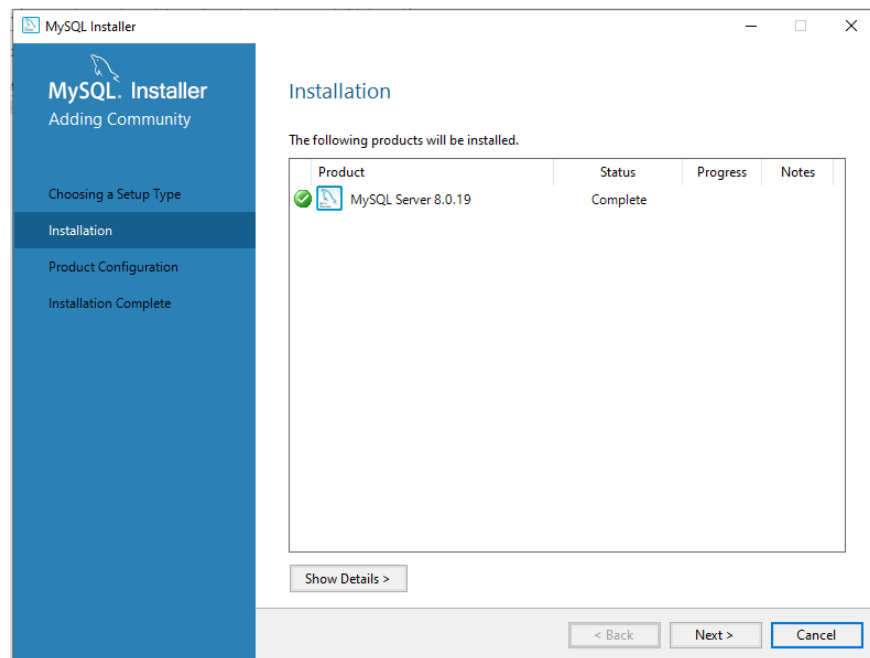 MySQL Installer
MySQL. Installer
Adding Community
Choosing a Setup Type
Installation
Product Configuration
Installation Complete
Installation
The following products will be installed.
Product Status Progress Notes
MySQL Server 8.0.19 Complete
Show Details >
< Back Next > Cancel